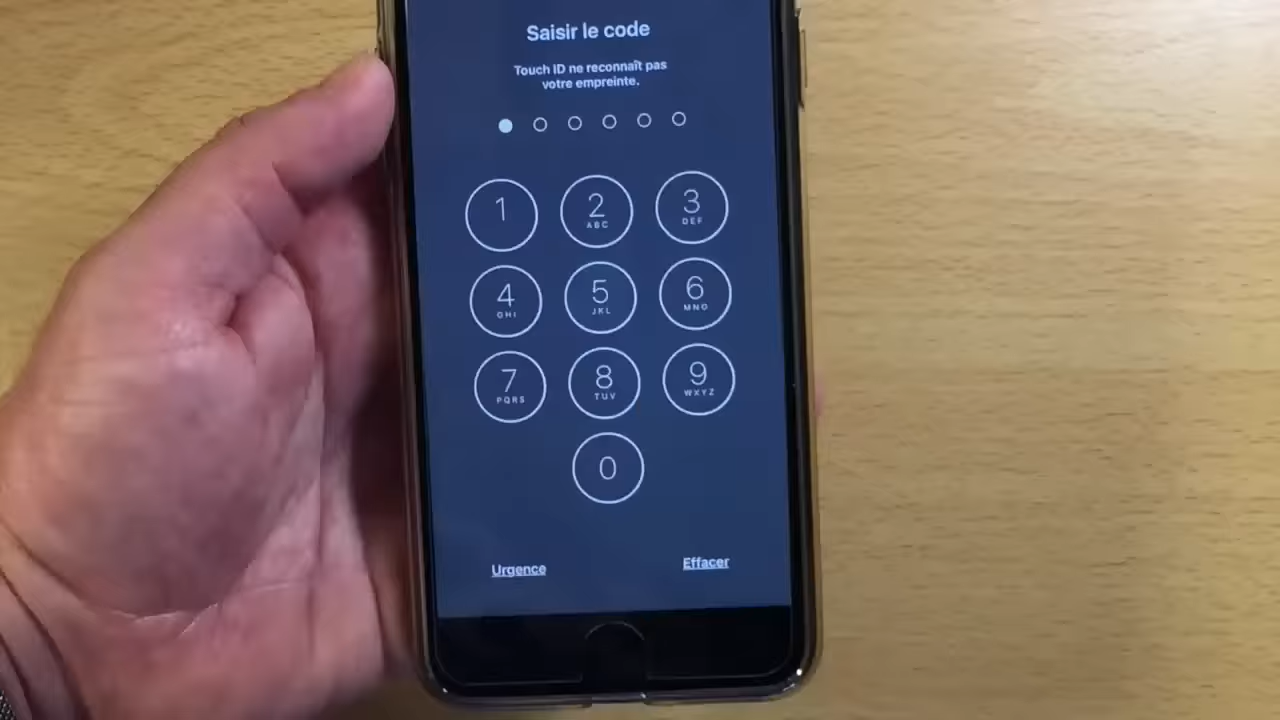 Saisir le code
Touch ID ne reconnaît pas
votre empreinte.
1 2 3
ABC DEF
4 5 6
GHI JKL MNO
7 8 9
PQRS TUV WXYZ
0
Urgence Effacer